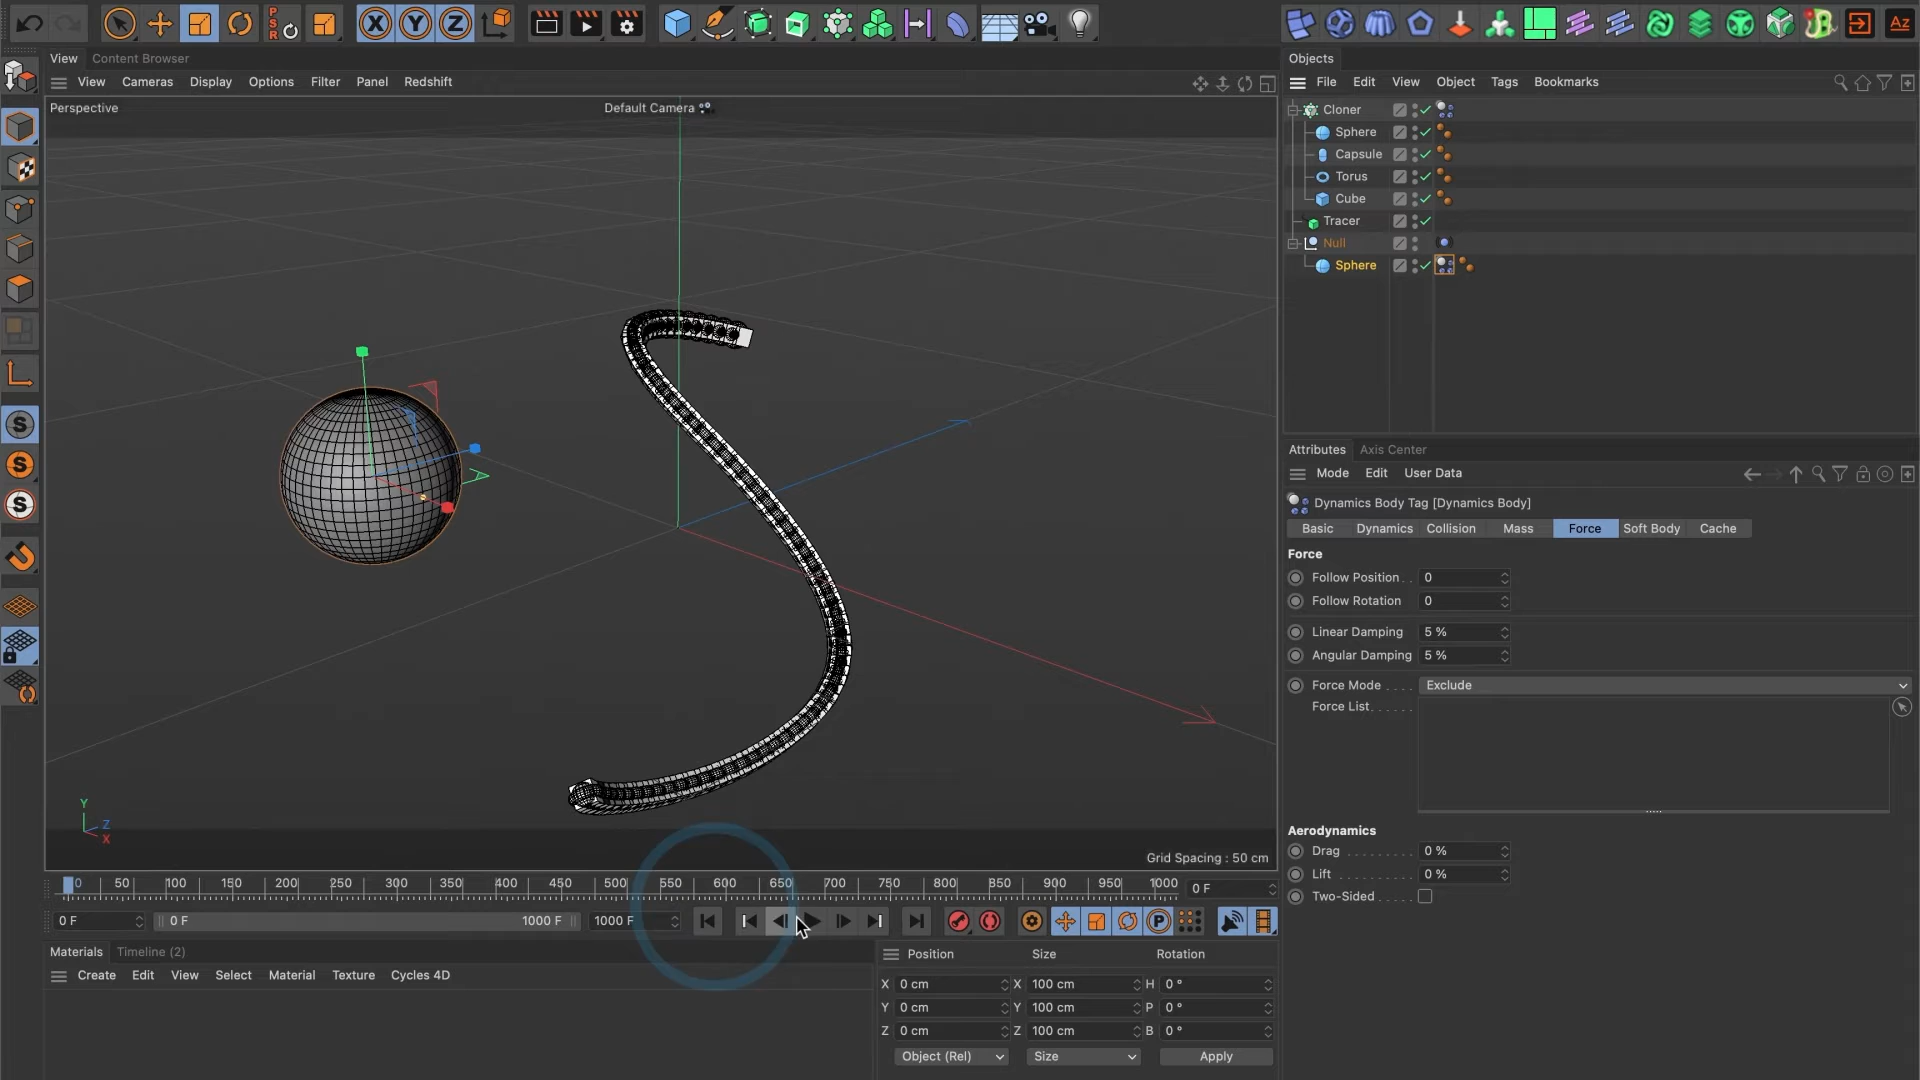 PSR
X Y Z
Az
View Content Browser
View Cameras Display Options Filter Panel Redshift
Perspective
Default Camera
Y
Z
X
Grid Spacing : 50 cm
S
S
S
0 50 100 150 200 250 300 350 400 450 500 550 600 650 700 750 800 850 900 950 1000
0 F
0 F
0 F
1000 F
1000 F
P
Materials Timeline (2)
Create Edit View Select Material Texture Cycles 4D
Position Size Rotation
X 0 cm X 100 cm H 0 °
Y 0 cm Y 100 cm P 0 °
Z 0 cm Z 100 cm B 0 °
Object (Rel) Size Apply
Objects
File Edit View Object Tags Bookmarks
Cloner
Sphere
Capsule
Torus
Cube
Tracer
Null
Sphere
Attributes Axis Center
Mode Edit User Data
Dynamics Body Tag [Dynamics Body]
Basic Dynamics Collision Mass Force Soft Body Cache
Force
Follow Position . . 0
Follow Rotation 0
Linear Damping 5 %
Angular Damping 5 %
Force Mode . . . . Exclude
Force List . . . . . .
Aerodynamics
Drag . . . . . . . . . 0 %
Lift . . . . . . . . . . 0 %
Two-Sided . . . . .